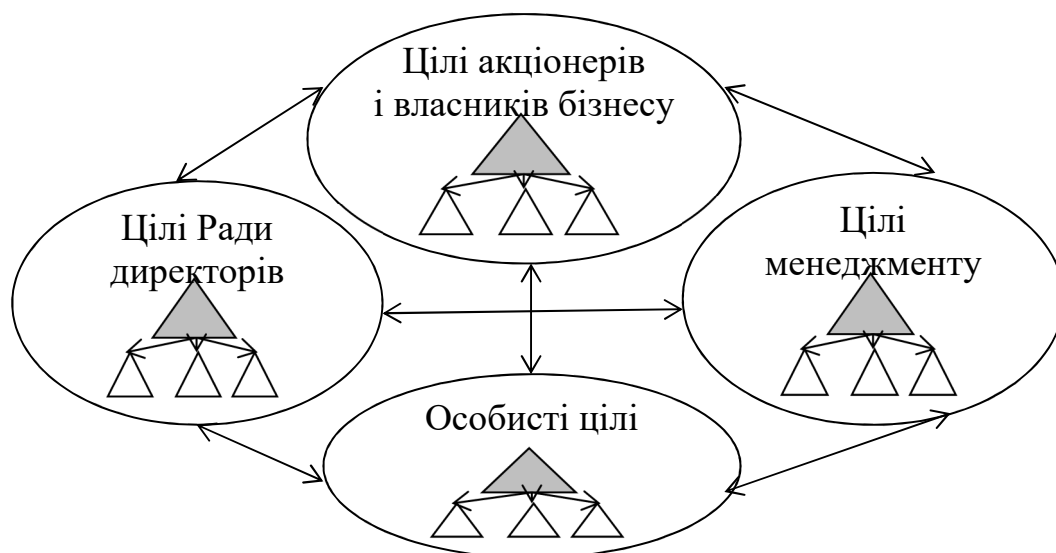 Цілі акціонерів
і власників бізнесу
Цілі Ради
директорів
Цілі
менеджменту
Особисті цілі